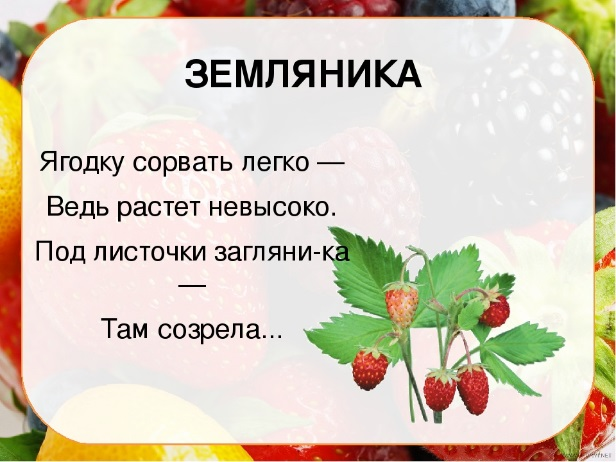 ЗЕМЛЯНИКА
Ягодку сорвать легко —
Ведь растет невысоко.
Под листочки загляни-ка
—
Там созрела...